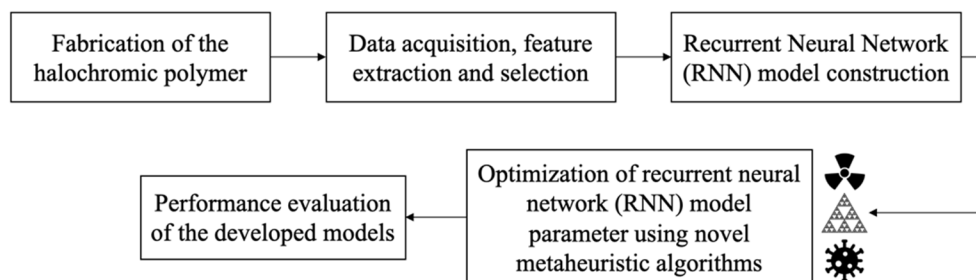 Fabrication of the
halochromic polymer
Data acquisition, feature
extraction and selection
Recurrent Neural Network
(RNN) model construction
Optimization of recurrent neural
network (RNN) model
parameter using novel
metaheuristic algorithms
Performance evaluation
of the developed models